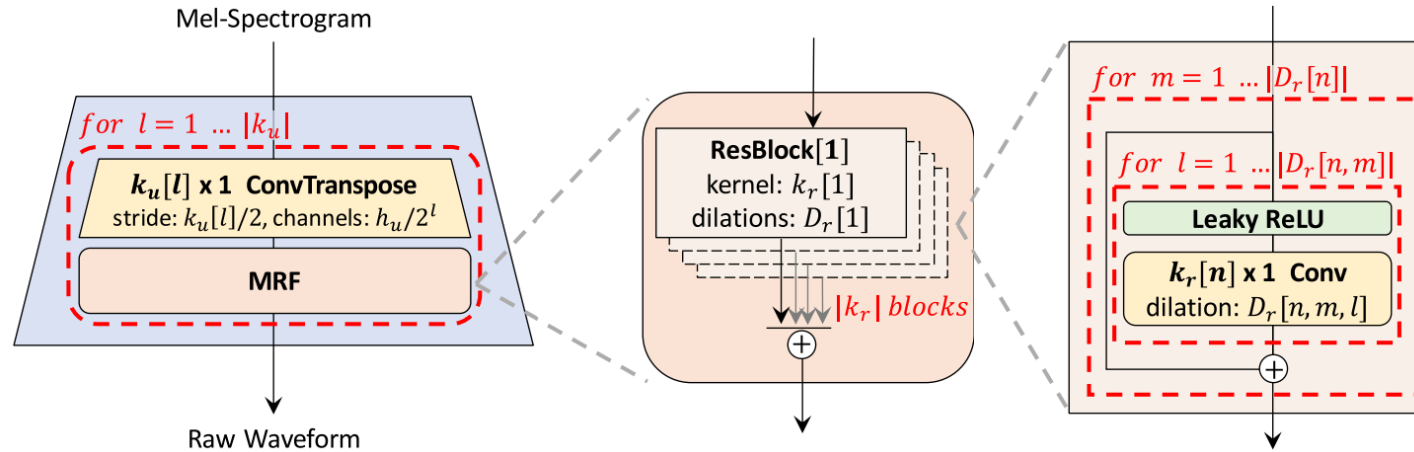 Mel-Spectrogram
for l = 1 ... |k_u|
k_u[l] x 1 ConvTranspose
stride: k_u[l]/2, channels: h_u/2^l
MRF
Raw Waveform
ResBlock[1]
kernel: k_r[1]
dilations: D_r[1]
|k_r| blocks
+
for m = 1 ... |D_r[n]|
for l = 1 ... |D_r[n, m]|
Leaky ReLU
k_r[n] x 1 Conv
dilation: D_r[n, m, l]
+